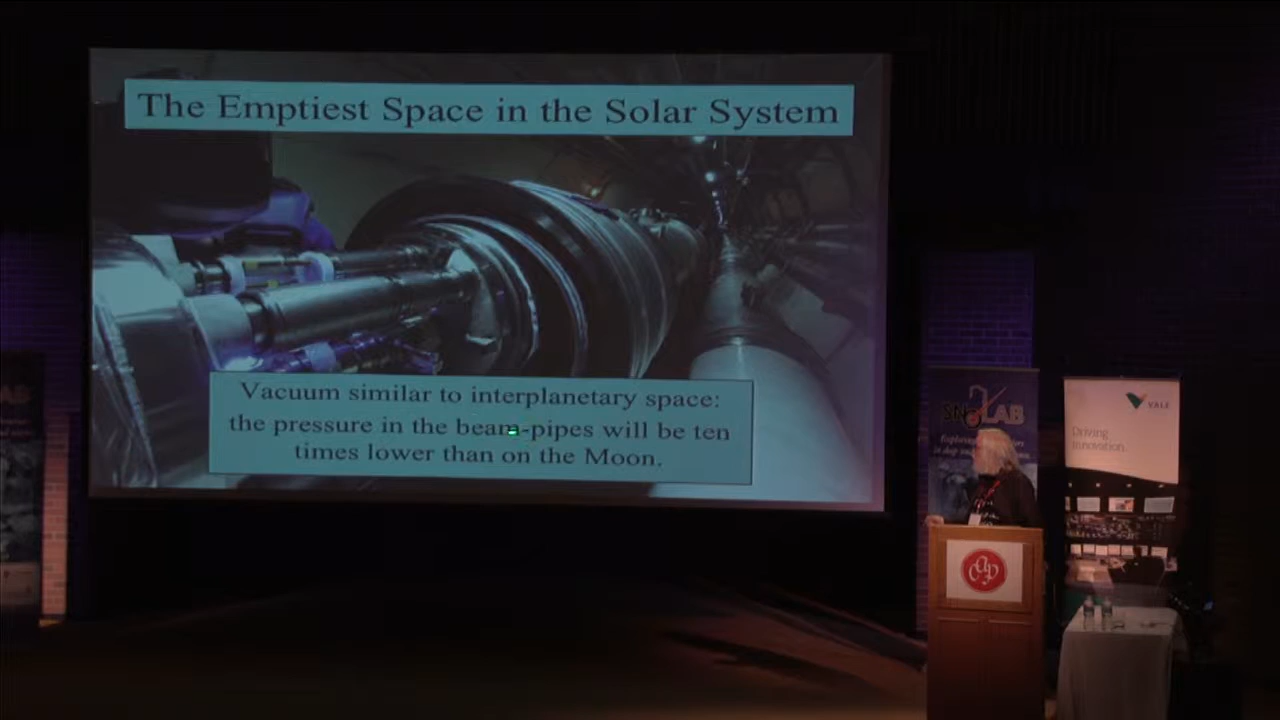 The Emptiest Space in the Solar System
Vacuum similar to interplanetary space:
the pressure in the beam-pipes will be ten
times lower than on the Moon.
SNOLAB
VALE
Driving
Innovation.
cap